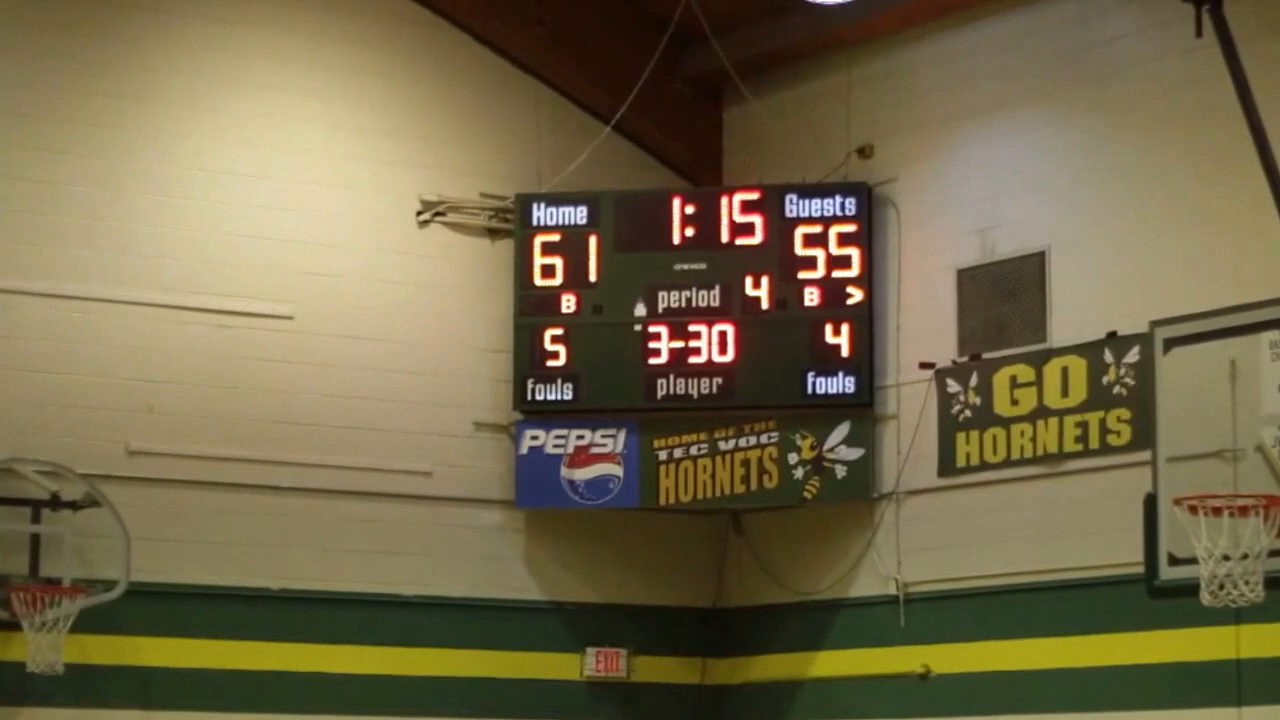 Home 1:15 Guests
61 55
B period 4 B >
5 3-30 4
fouls player fouls
PEPSI
HOME OF THE
TEC VOC
HORNETS
GO
HORNETS
EXIT